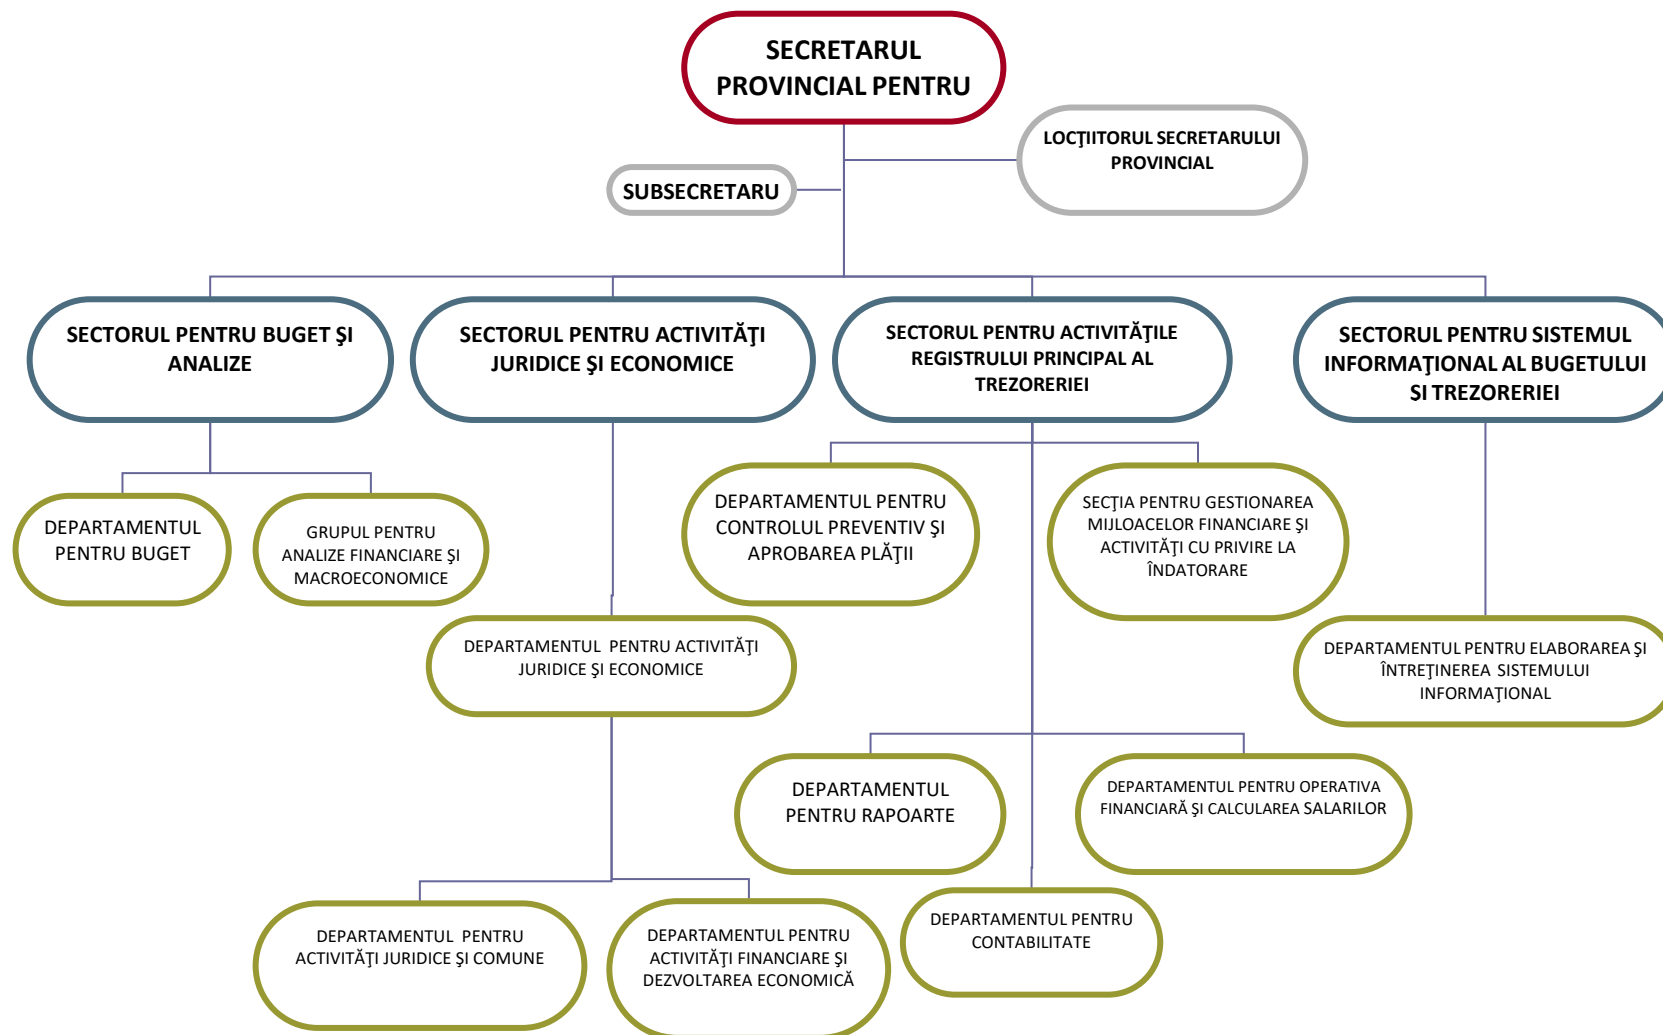 SECRETARUL
PROVINCIAL PENTRU
LOCŢIITORUL SECRETARULUI
PROVINCIAL
SUBSECRETARU
SECTORUL PENTRU BUGET ŞI
ANALIZE
SECTORUL PENTRU ACTIVITĂŢI
JURIDICE ŞI ECONOMICE
SECTORUL PENTRU ACTIVITĂŢILE
REGISTRULUI PRINCIPAL AL
TREZORERIEI
SECTORUL PENTRU SISTEMUL
INFORMAŢIONAL AL BUGETULUI
SI TREZORERIEI
DEPARTAMENTUL
PENTRU BUGET
GRUPUL PENTRU
ANALIZE FINANCIARE ŞI
MACROECONOMICE
DEPARTAMENTUL PENTRU
CONTROLUL PREVENTIV ŞI
APROBAREA PLĂŢII
SECŢIA PENTRU GESTIONAREA
MIJLOACELOR FINANCIARE ŞI
ACTIVITĂŢI CU PRIVIRE LA
ÎNDATORARE
DEPARTAMENTUL PENTRU ACTIVITĂŢI
JURIDICE ŞI ECONOMICE
DEPARTAMENTUL PENTRU ELABORAREA ŞI
ÎNTREŢINEREA SISTEMULUI
INFORMAŢIONAL
DEPARTAMENTUL
PENTRU RAPOARTE
DEPARTAMENTUL PENTRU OPERATIVA
FINANCIARĂ ŞI CALCULAREA SALARILOR
DEPARTAMENTUL PENTRU
ACTIVITĂŢI JURIDICE ŞI COMUNE
DEPARTAMENTUL PENTRU
ACTIVITĂŢI FINANCIARE ŞI
DEZVOLTAREA ECONOMICĂ
DEPARTAMENTUL PENTRU
CONTABILITATE